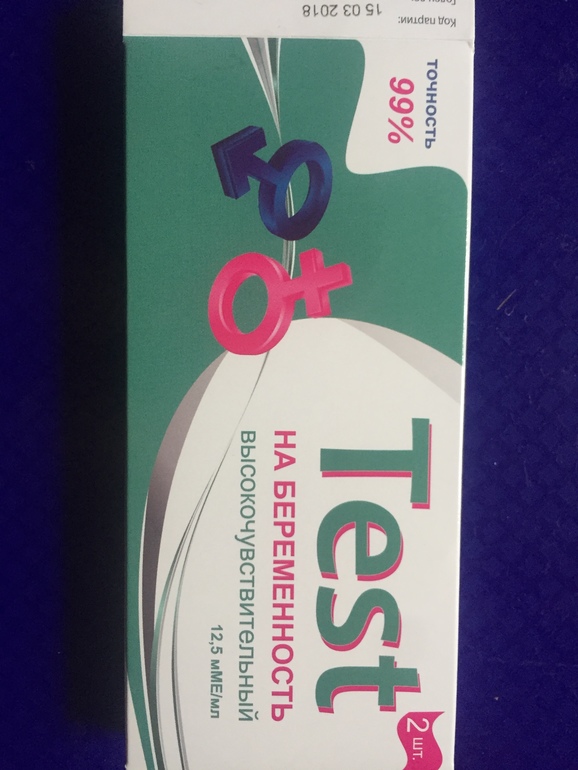 Код партии:
15 03 2018
ТОЧНОСТЬ
99%
Test
НА БЕРЕМЕННОСТЬ
ВЫСОКОЧУВСТВИТЕЛЬНЫЙ
12,5 мМЕ/мл
2 шт.